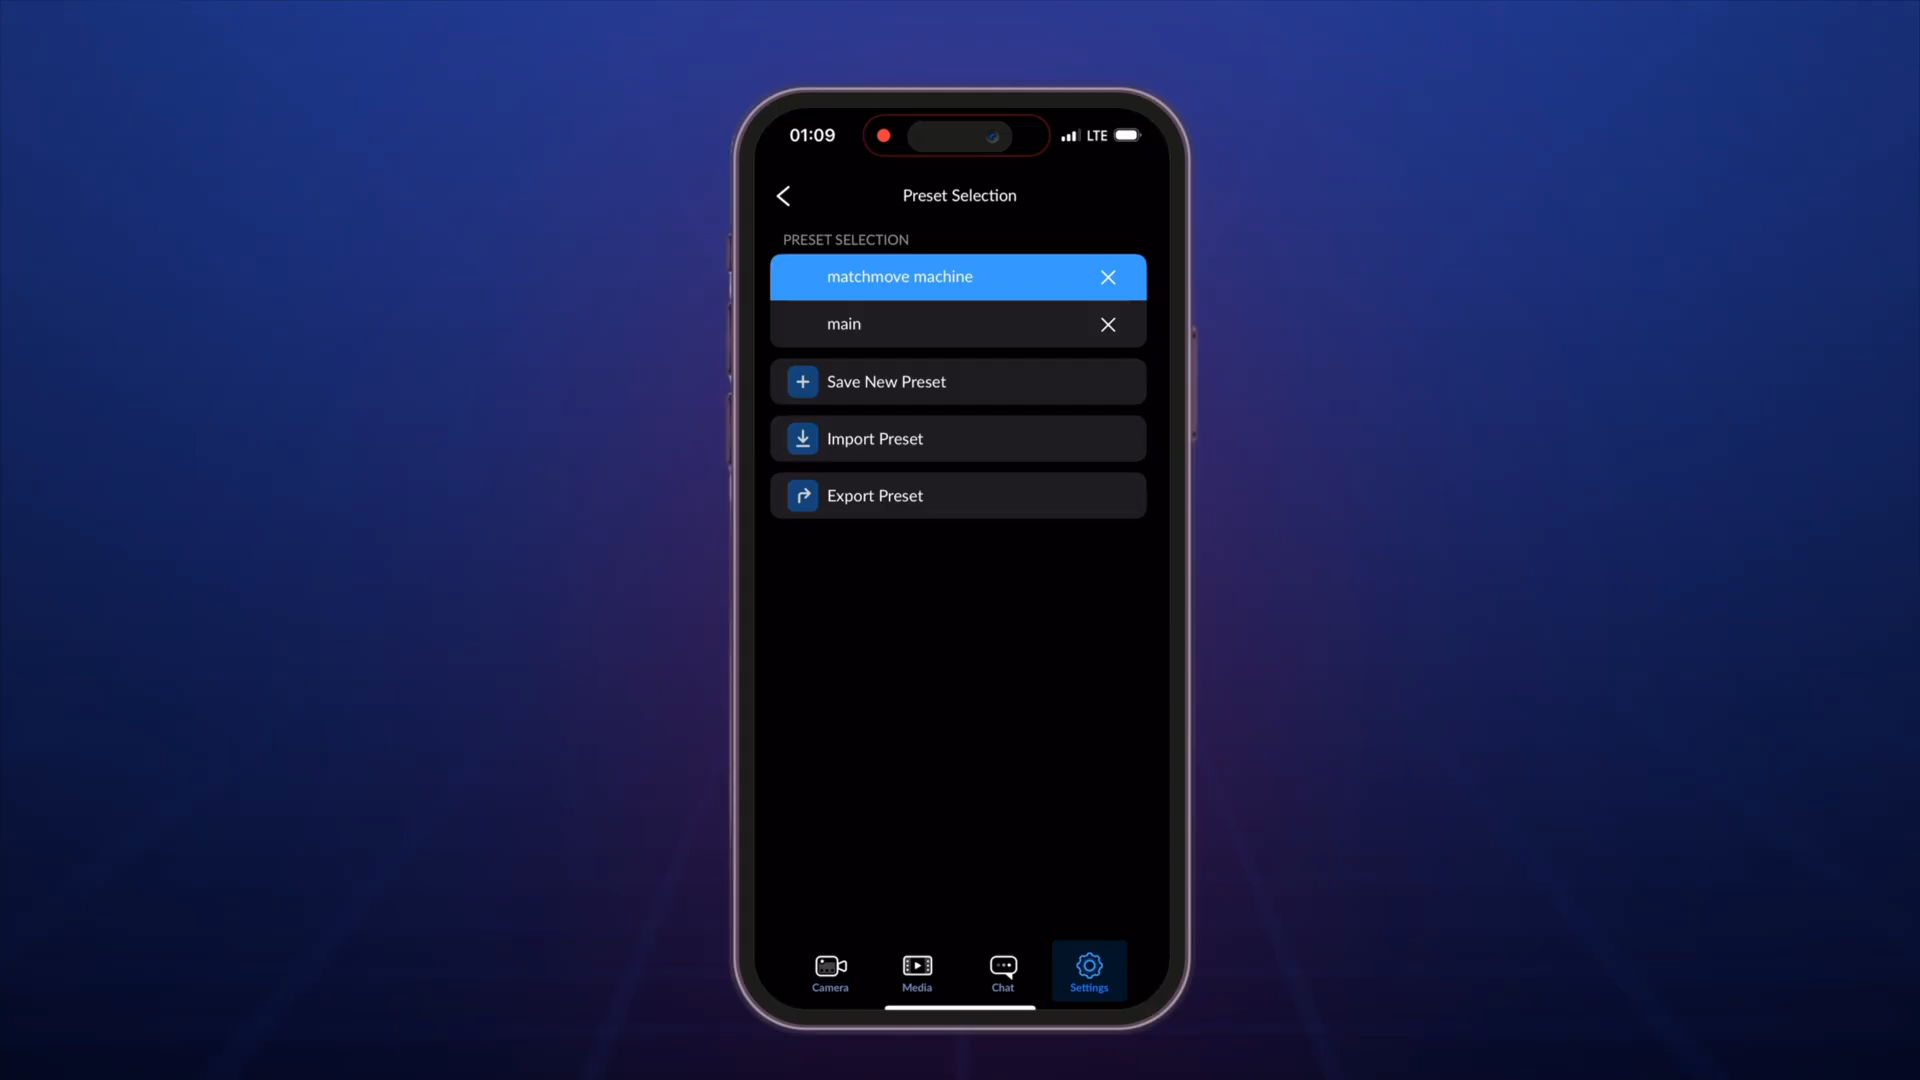 01:09
LTE
Preset Selection
PRESET SELECTION
matchmove machine
main
Save New Preset
Import Preset
Export Preset
Camera
Media
Chat
Settings